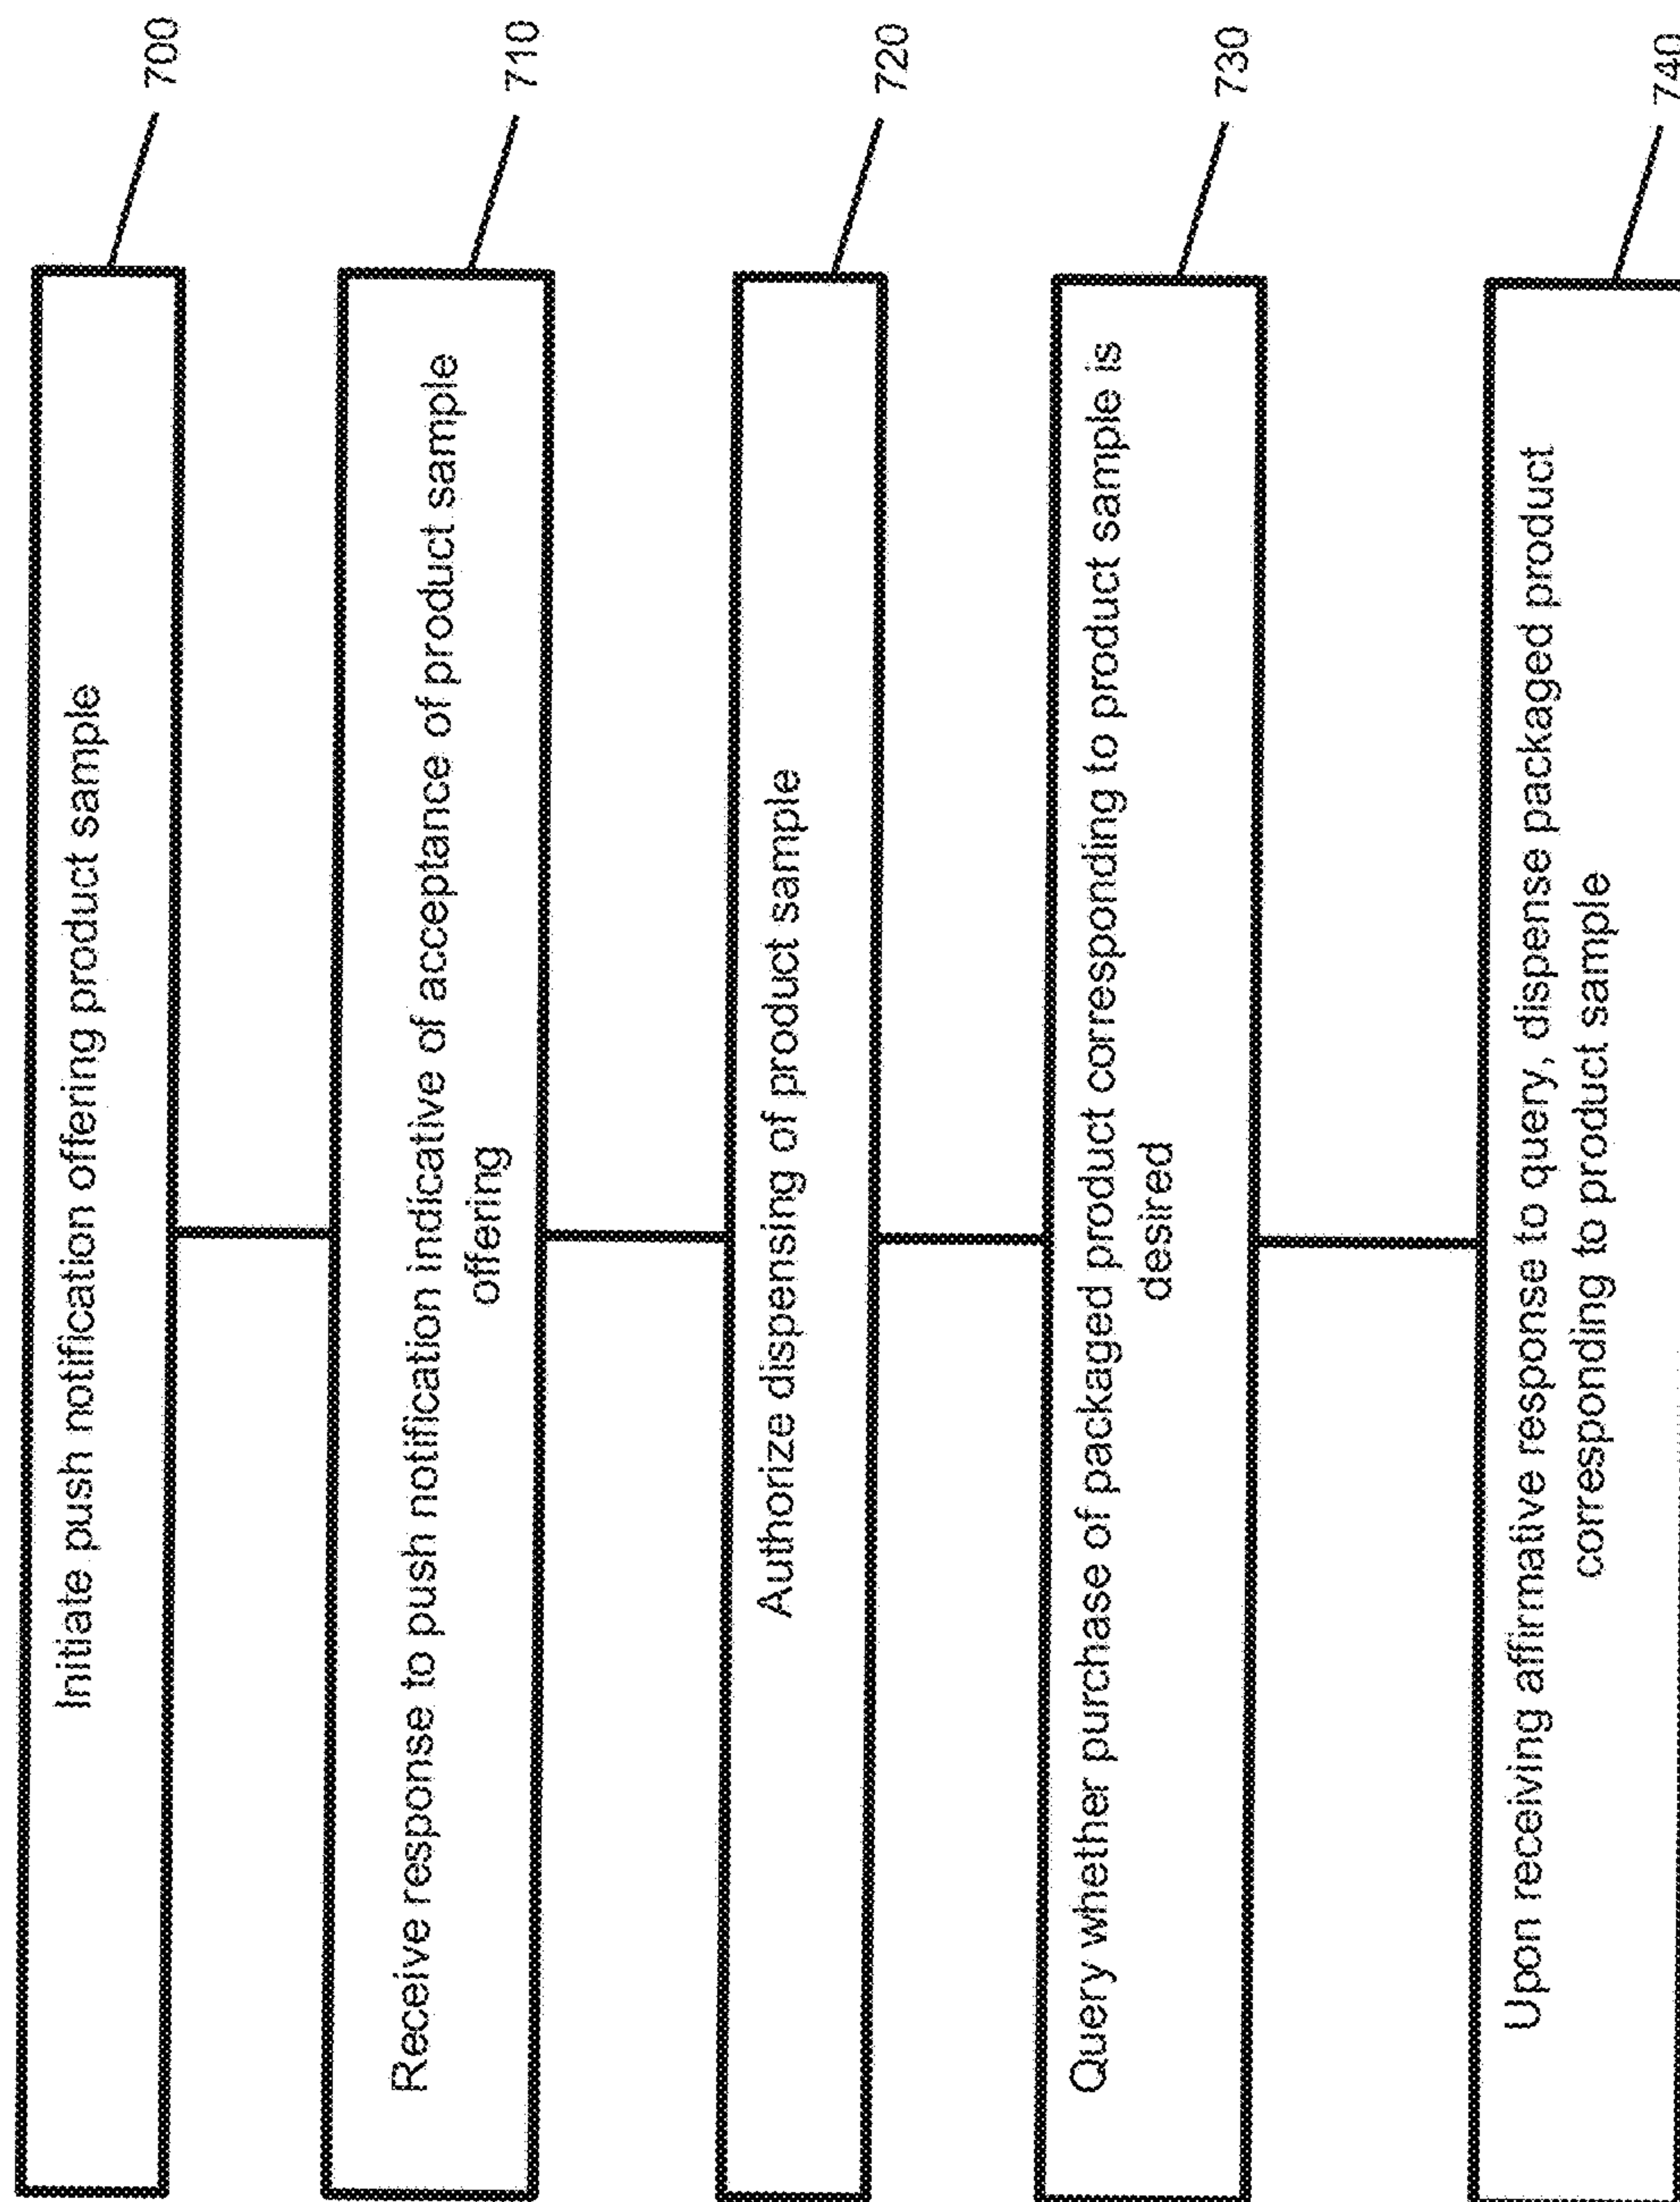 Initiate push notification offering product sample
700
Receive response to push notification indicative of acceptance of product sample
offering
710
Authorize dispensing of product sample
720
Query whether purchase of packaged product corresponding to product sample is
desired
730
Upon receiving affirmative response to query, dispense packaged product
corresponding to product sample
740